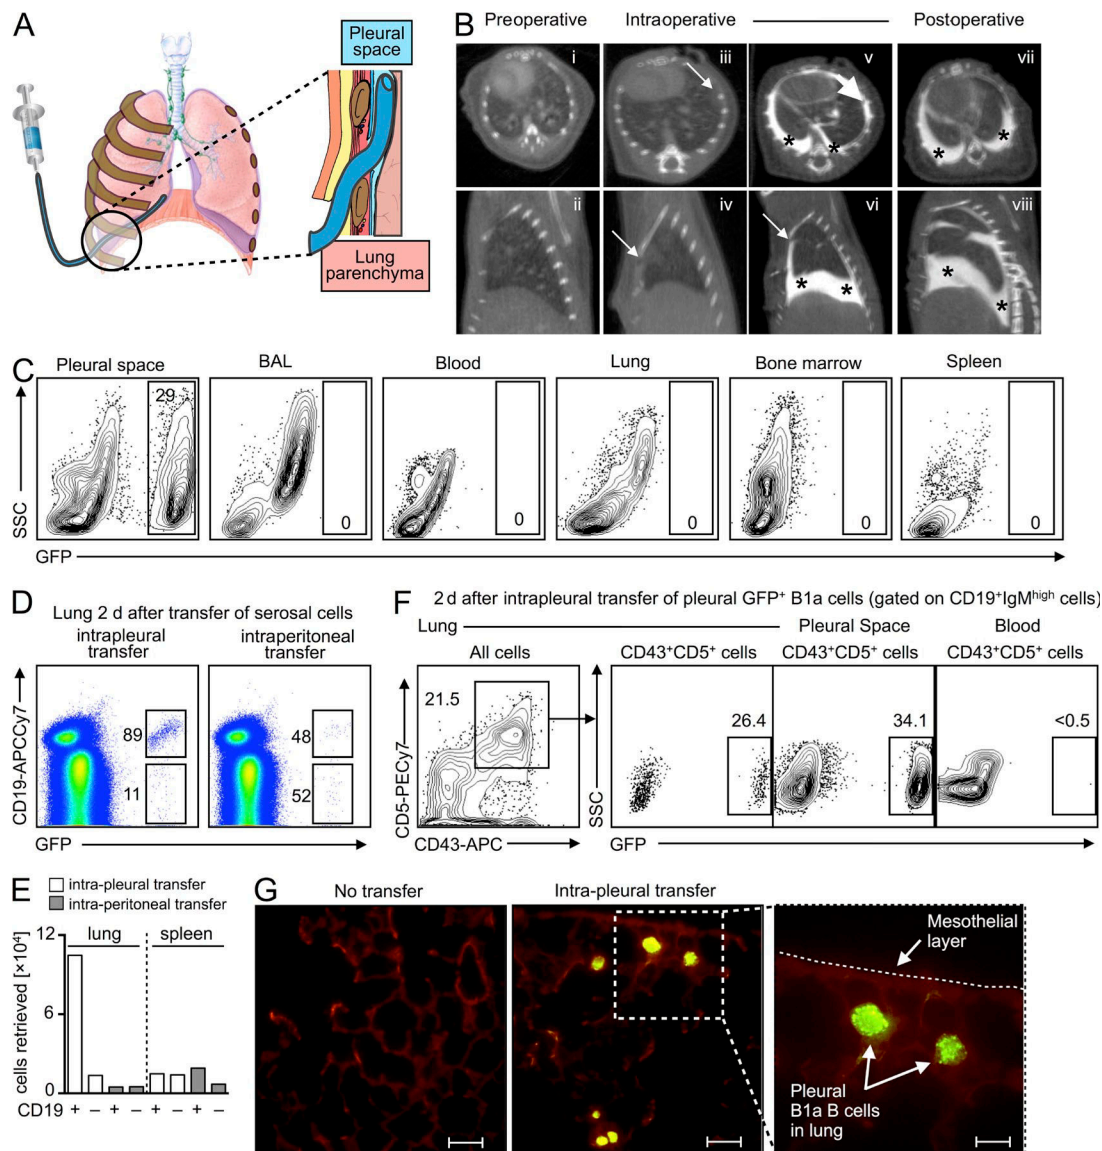 A
Pleural
space
Lung
parenchyma
B
Preoperative
Intraoperative
Postoperative
i
iii
v
vii
* *
* *
ii
iv
vi
viii
* *
*
*
C
Pleural space
BAL
Blood
Lung
Bone marrow
Spleen
29
0
0
0
0
0
SSC
GFP
D
Lung 2 d after transfer of serosal cells
intrapleural
transfer
intraperitoneal
transfer
CD19-APCCy7
89
11
48
52
GFP
F
2 d after intrapleural transfer of pleural GFP⁺ B1a cells (gated on CD19⁺IgMʰⁱᵍʰ cells)
Lung
Pleural Space
Blood
All cells
CD43⁺CD5⁺ cells
CD43⁺CD5⁺ cells
CD43⁺CD5⁺ cells
21.5
26.4
34.1
<0.5
CD5-PECy7
CD43-APC
SSC
GFP
E
intra-pleural transfer
intra-peritoneal transfer
lung
spleen
cells retrieved [×10⁴]
12
6
0
CD19 + – + – + – + –
G
No transfer
Intra-pleural transfer
Mesothelial
layer
Pleural
B1a B cells
in lung